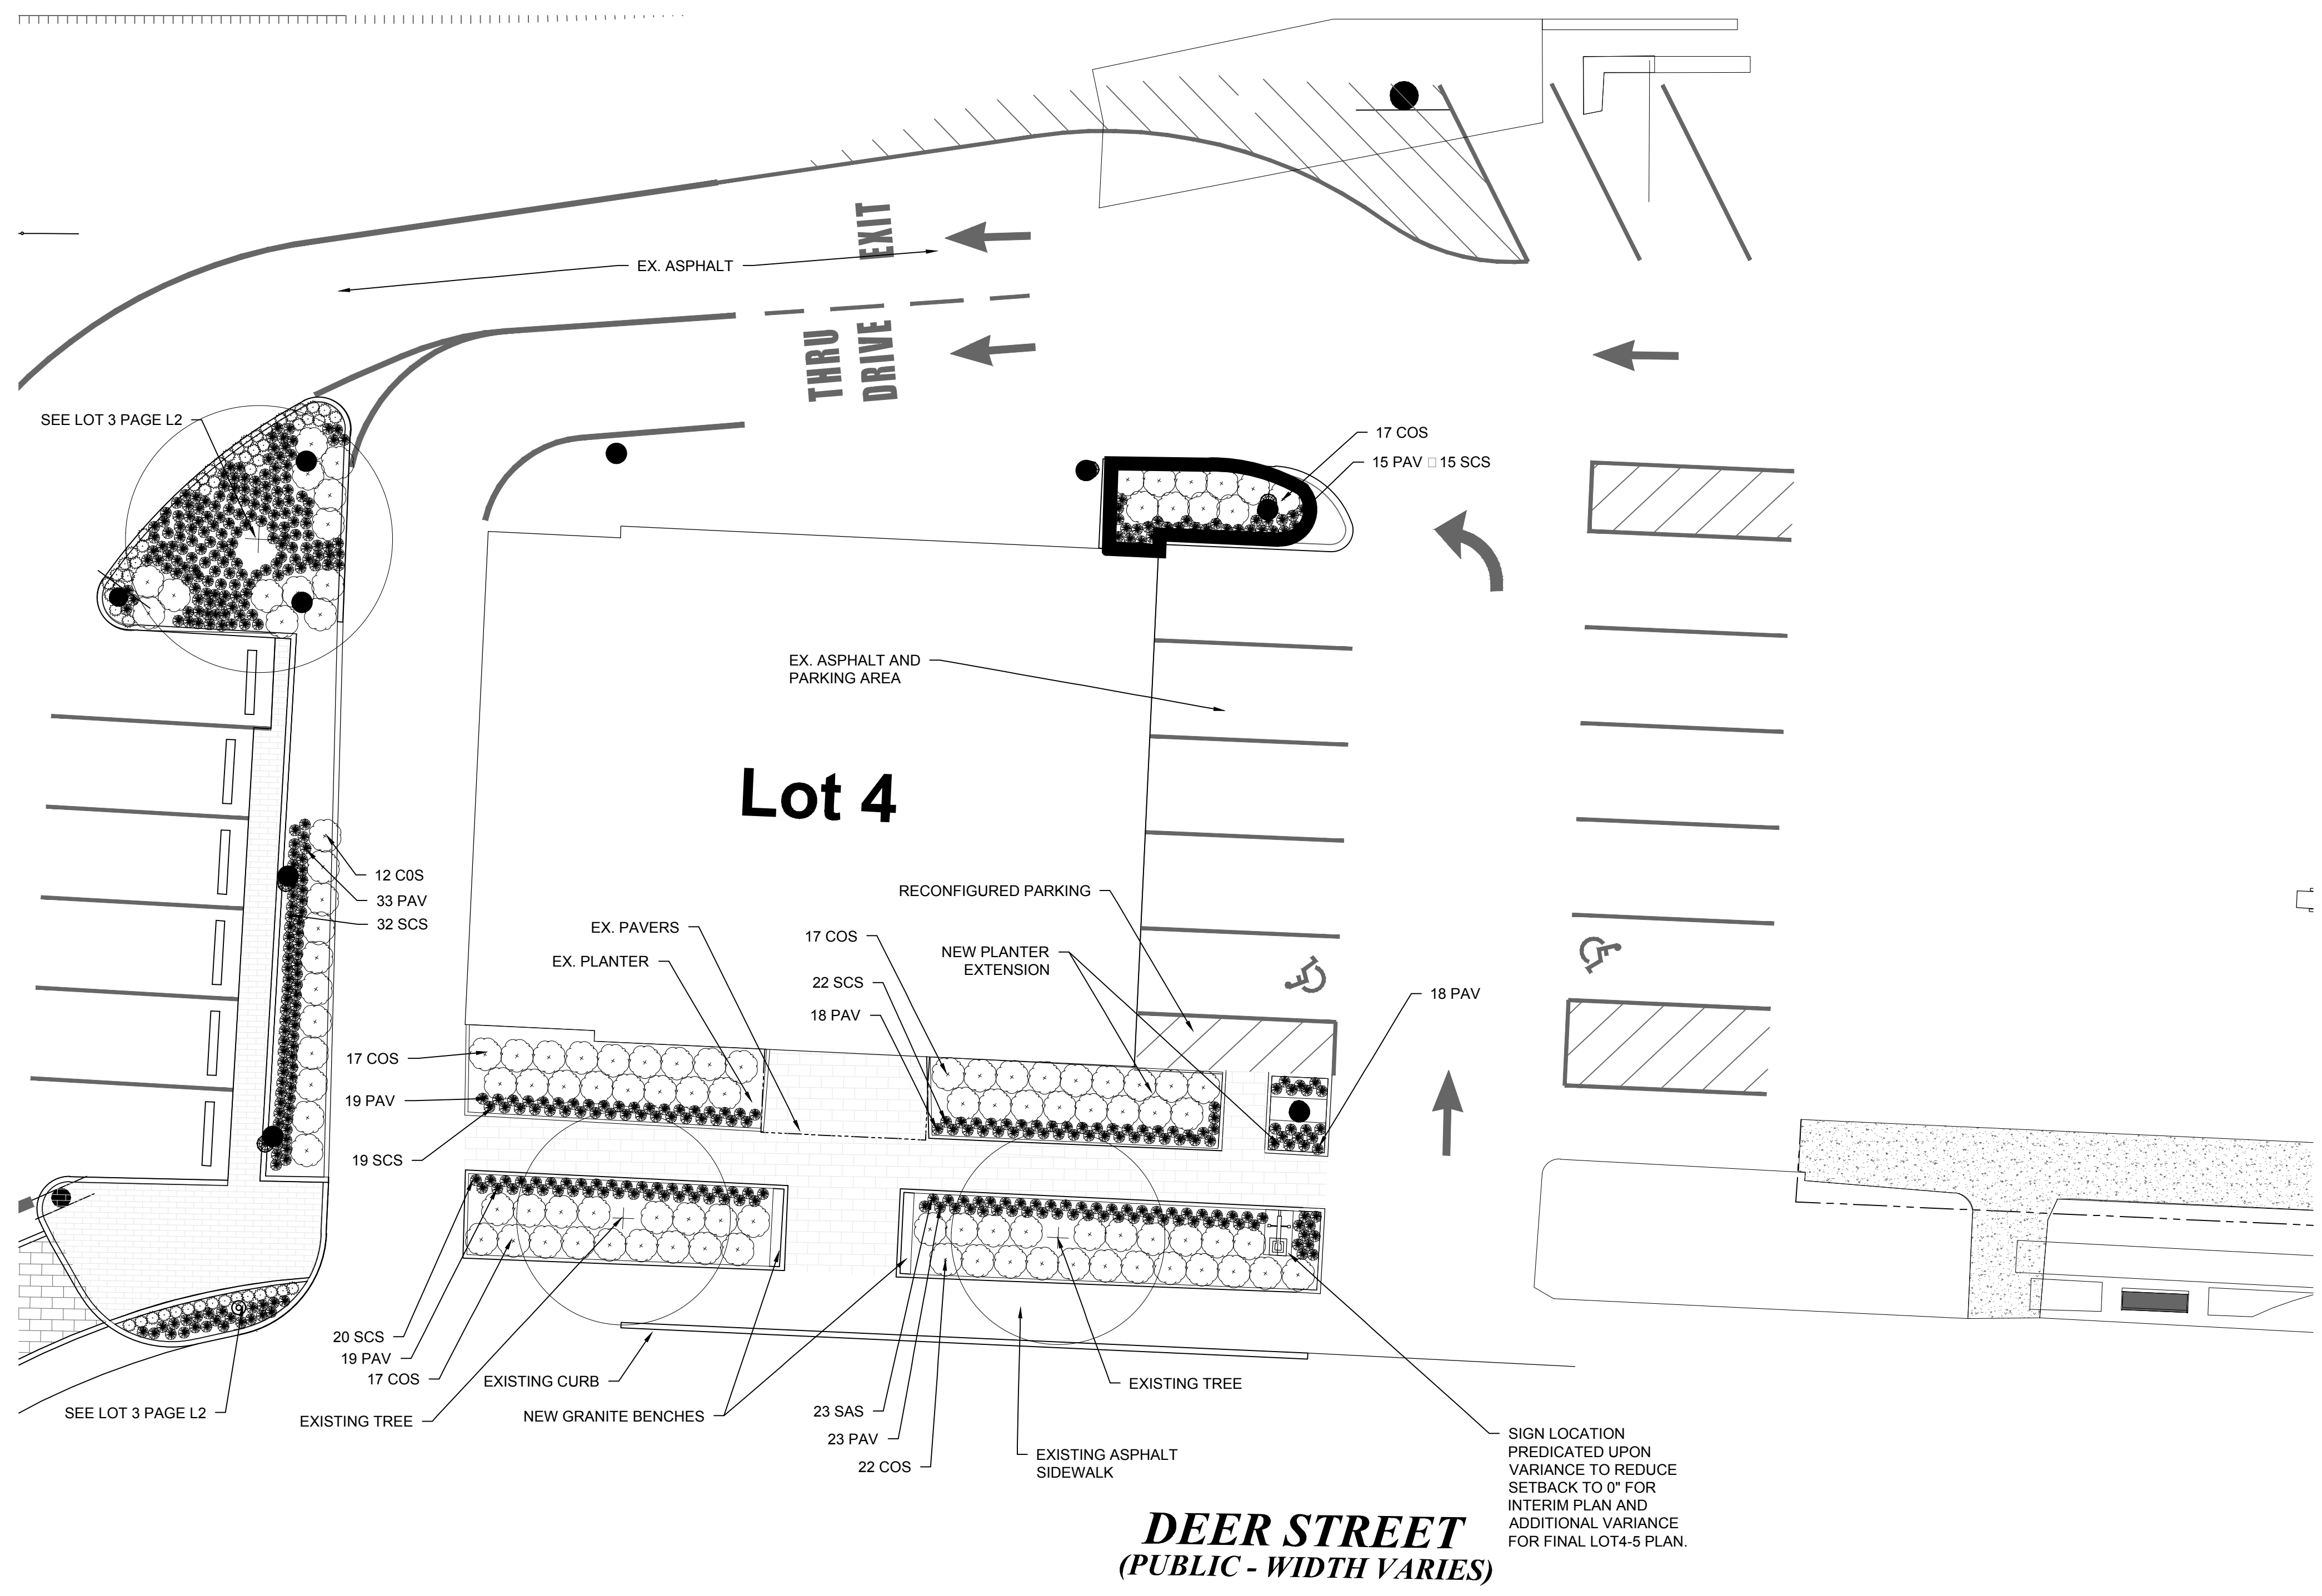 EXIT
EX. ASPHALT
THRU
DRIVE
SEE LOT 3 PAGE L2
17 COS
15 PAV □ 15 SCS
EX. ASPHALT AND
PARKING AREA
Lot 4
12 C0S
33 PAV
32 SCS
RECONFIGURED PARKING
EX. PAVERS
17 COS
NEW PLANTER
EXTENSION
EX. PLANTER
22 SCS
18 PAV
18 PAV
17 COS
19 PAV
19 SCS
20 SCS
19 PAV
17 COS
EXISTING CURB
EXISTING TREE
SEE LOT 3 PAGE L2
EXISTING TREE
NEW GRANITE BENCHES
23 SAS
23 PAV
22 COS
EXISTING ASPHALT
SIDEWALK
SIGN LOCATION
PREDICATED UPON
VARIANCE TO REDUCE
SETBACK TO 0" FOR
INTERIM PLAN AND
ADDITIONAL VARIANCE
FOR FINAL LOT4-5 PLAN.
DEER STREET
(PUBLIC - WIDTH VARIES)